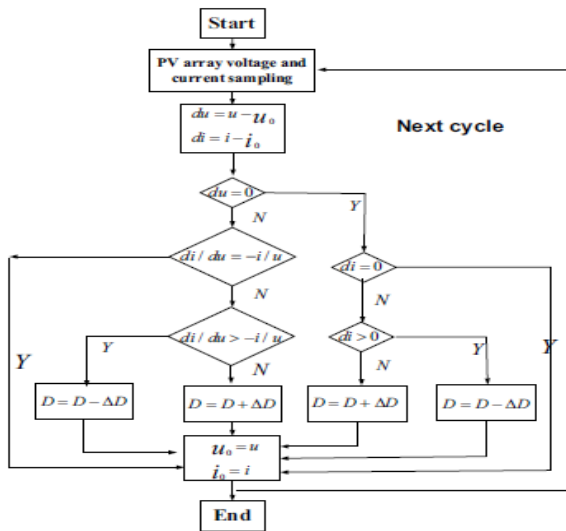 Start
PV array voltage and
current sampling
du = u − u₀
di = i − i₀
Next cycle
du = 0
Y
N
di / du = −i / u
di = 0
N
N
di / du > −i / u
di > 0
Y
Y
Y
Y
N
N
D = D − ΔD
D = D + ΔD
D = D + ΔD
D = D − ΔD
u₀ = u
i₀ = i
End